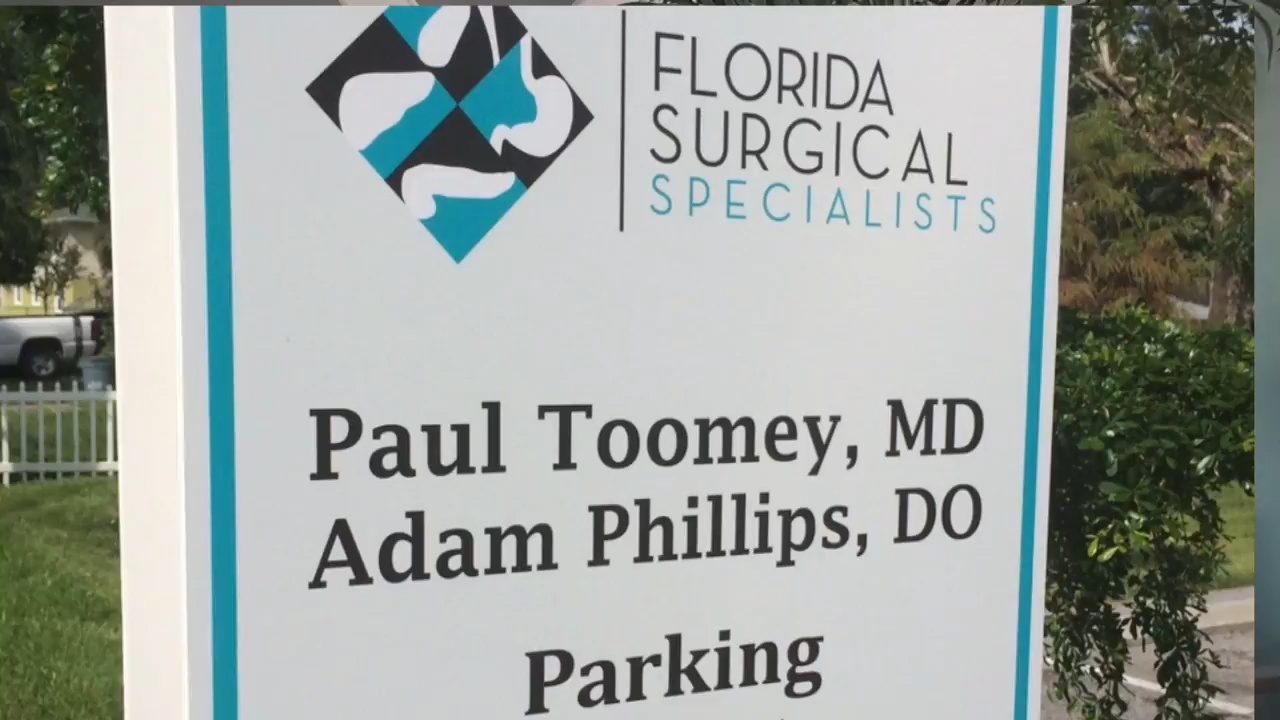 FLORIDA
SURGICAL
SPECIALISTS
Paul Toomey, MD
Adam Phillips, DO
Parking